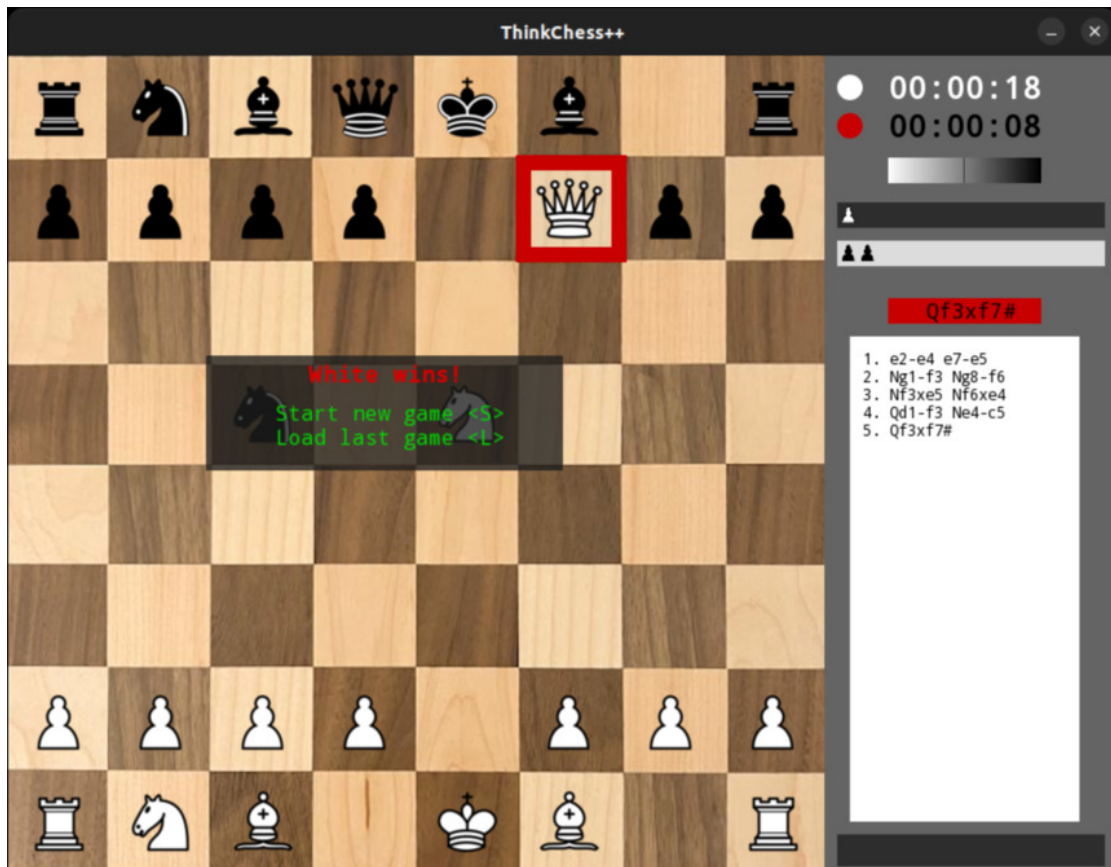 ThinkChess++
00:00:18
00:00:08
Qf3xf7#
1. e2-e4 e7-e5
2. Ng1-f3 Ng8-f6
3. Nf3xe5 Nf6xe4
4. Qd1-f3 Ne4-c5
5. Qf3xf7#
White wins!
Start new game <S>
Load last game <L>